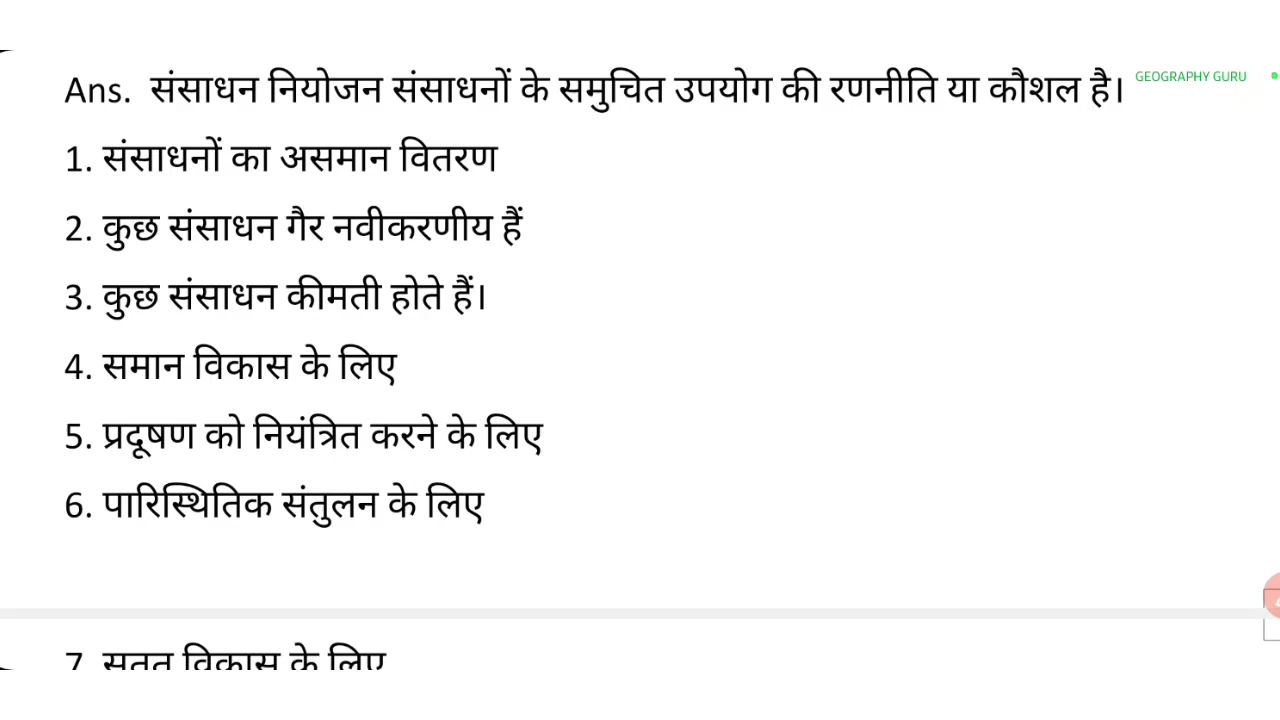 Ans. संसाधन नियोजन संसाधनों के समुचित उपयोग की रणनीति या कौशल है।
GEOGRAPHY GURU
1. संसाधनों का असमान वितरण
2. कुछ संसाधन गैर नवीकरणीय हैं
3. कुछ संसाधन कीमती होते हैं।
4. समान विकास के लिए
5. प्रदूषण को नियंत्रित करने के लिए
6. पारिस्थितिक संतुलन के लिए
7. सतत विकास के लिए